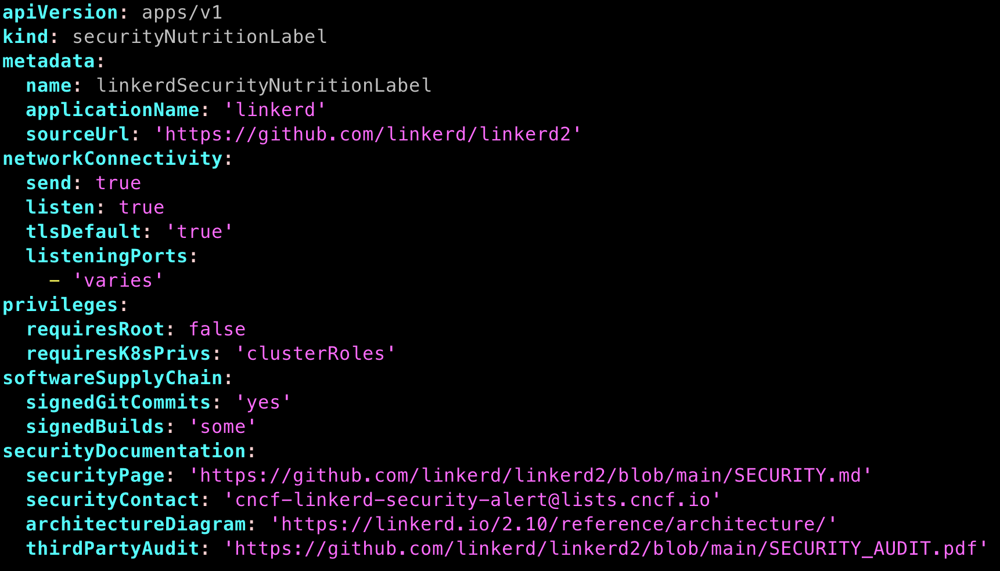 apiVersion: apps/v1
kind: securityNutritionLabel
metadata:
  name: linkerdSecurityNutritionLabel
  applicationName: 'linkerd'
  sourceUrl: 'https://github.com/linkerd/linkerd2'
networkConnectivity:
  send: true
  listen: true
  tlsDefault: 'true'
  listeningPorts:
    - 'varies'
privileges:
  requiresRoot: false
  requiresK8sPrivs: 'clusterRoles'
softwareSupplyChain:
  signedGitCommits: 'yes'
  signedBuilds: 'some'
securityDocumentation:
  securityPage: 'https://github.com/linkerd/linkerd2/blob/main/SECURITY.md'
  securityContact: 'cncf-linkerd-security-alert@lists.cncf.io'
  architectureDiagram: 'https://linkerd.io/2.10/reference/architecture/'
  thirdPartyAudit: 'https://github.com/linkerd/linkerd2/blob/main/SECURITY_AUDIT.pdf'